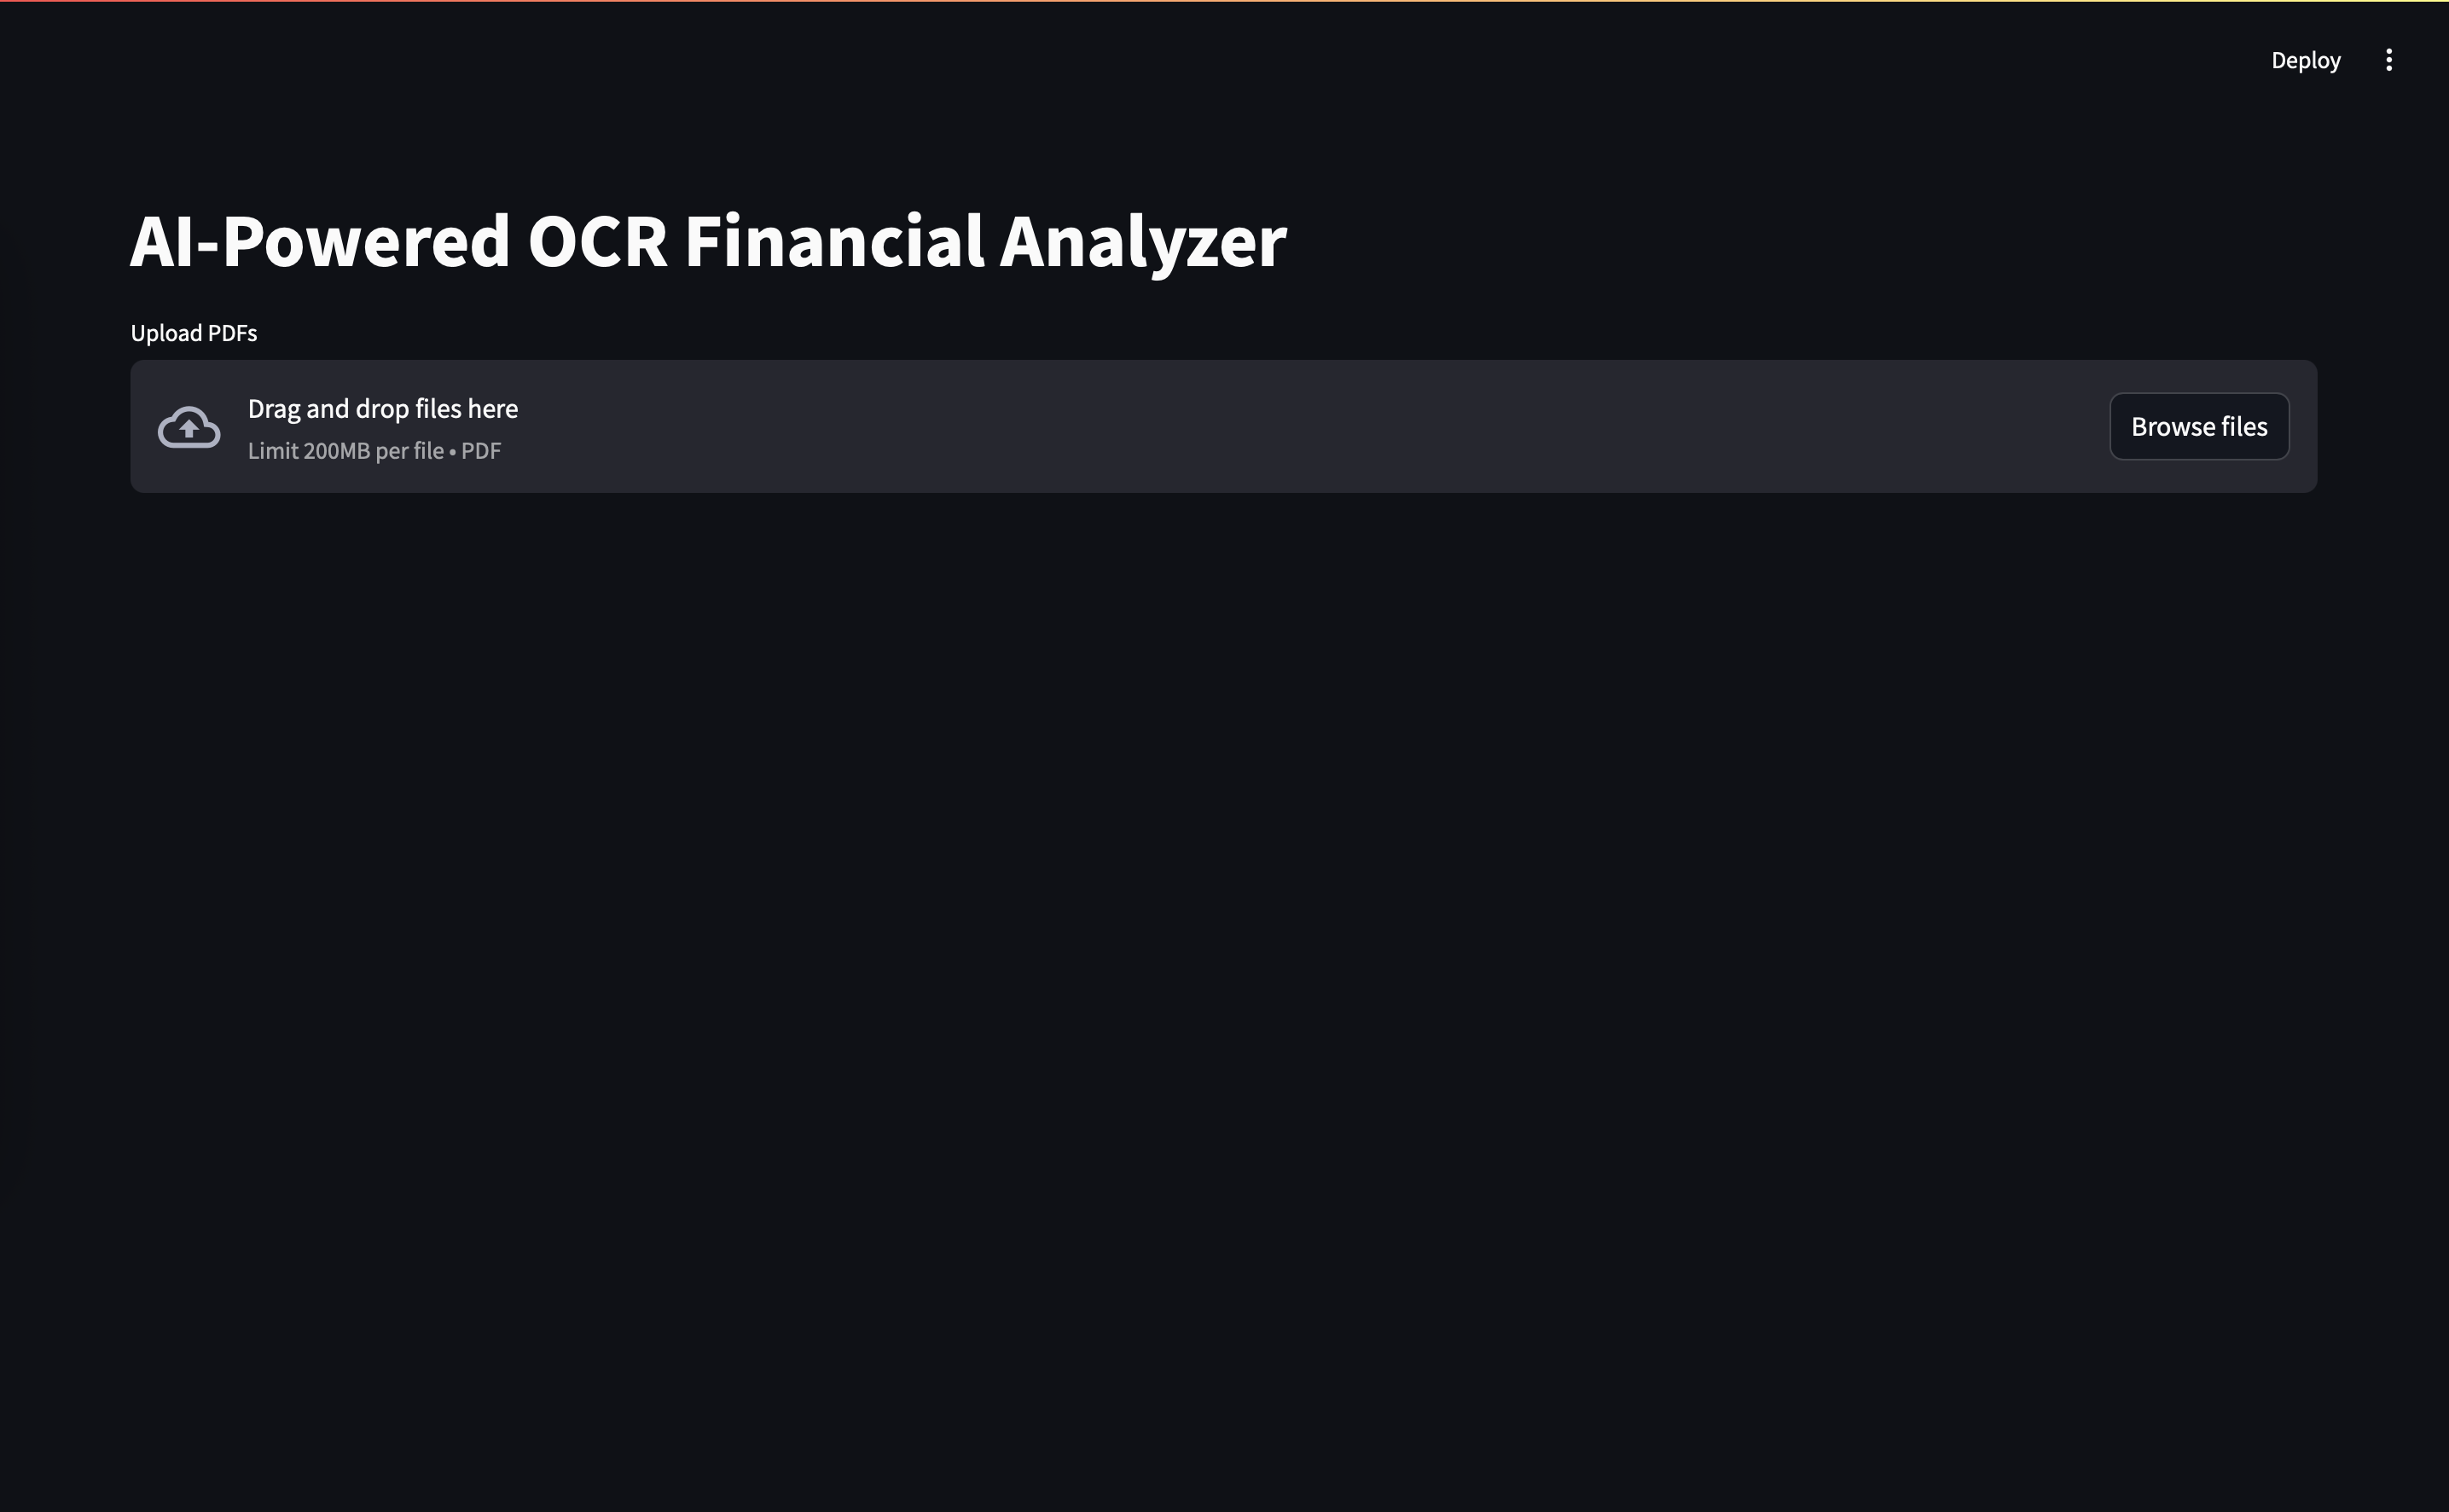 Deploy
AI-Powered OCR Financial Analyzer
Upload PDFs
Drag and drop files here
Limit 200MB per file • PDF
Browse files